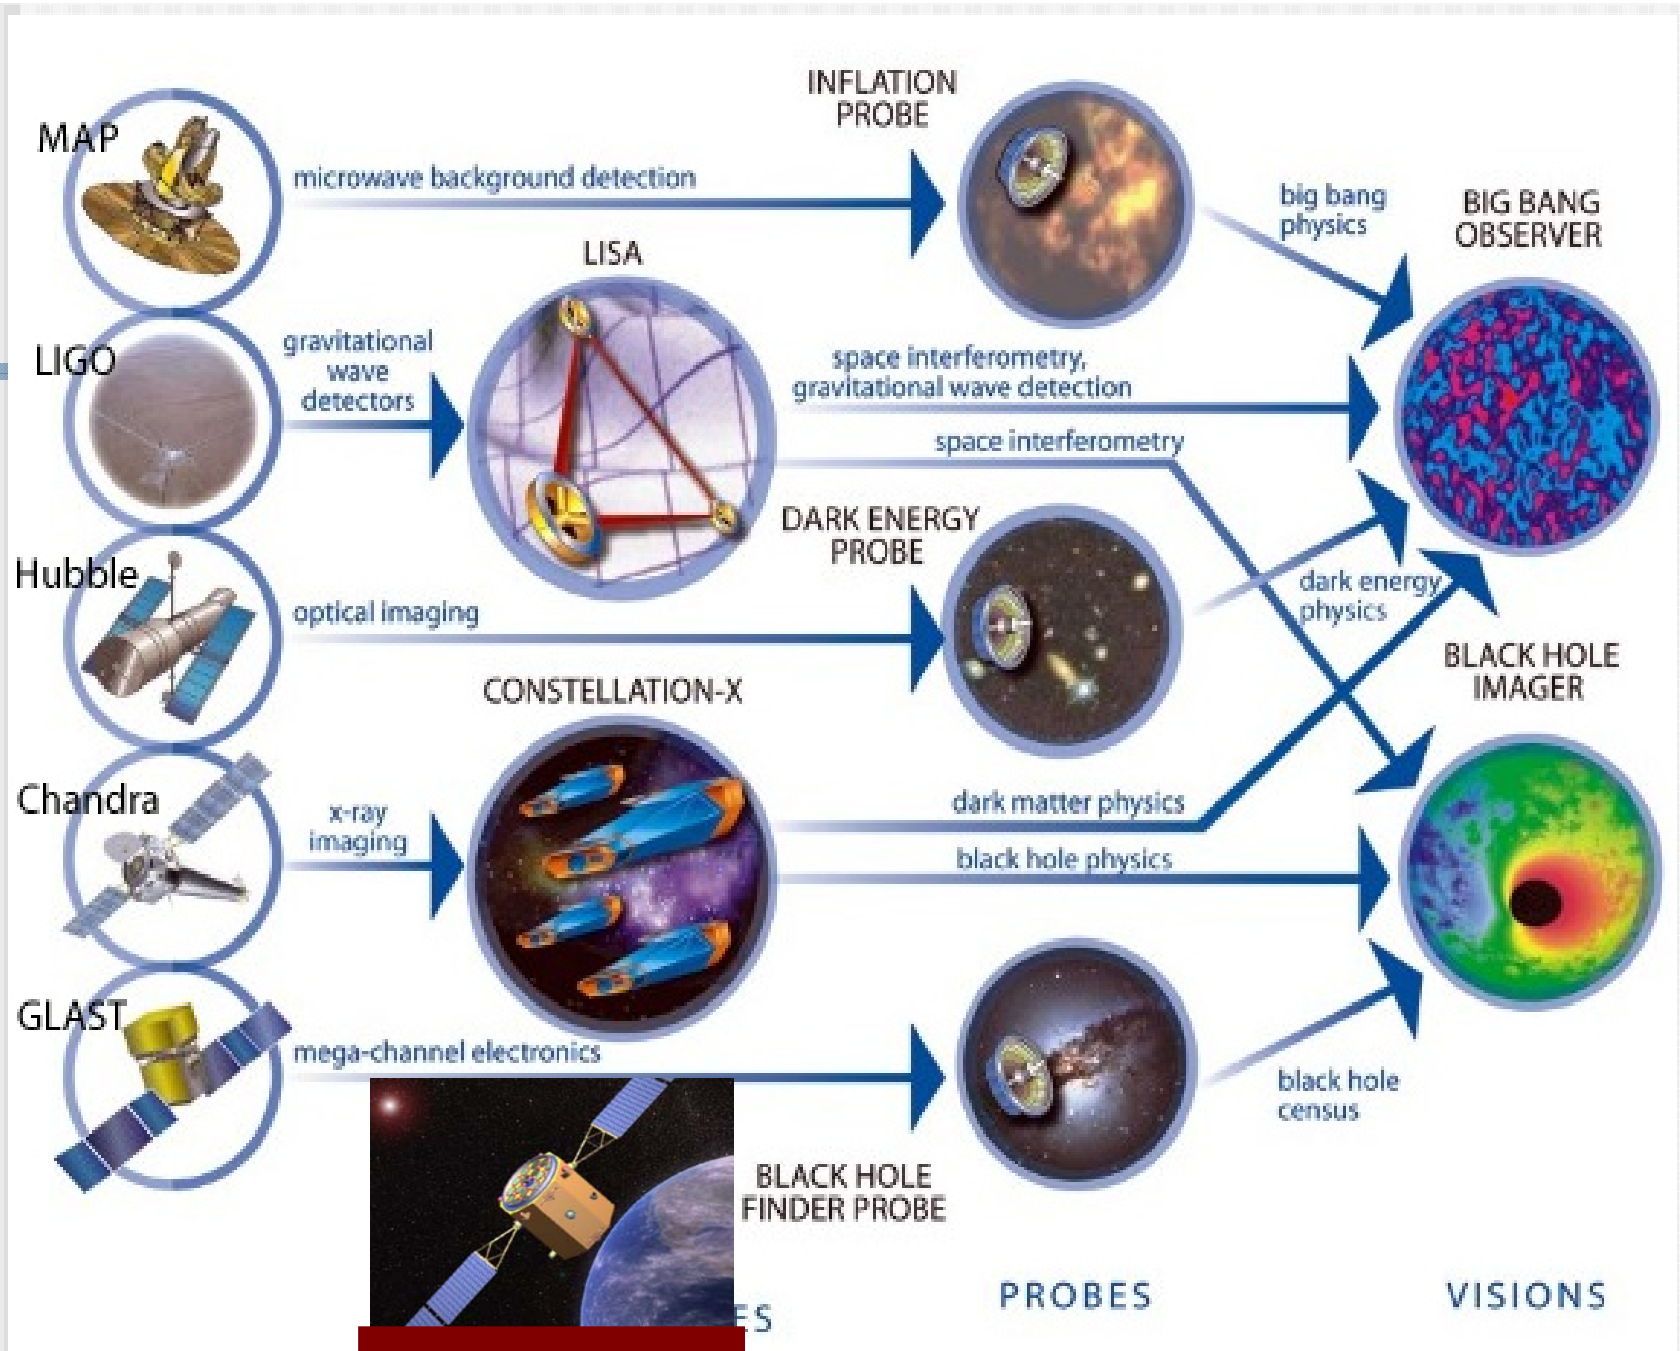 INFLATION
PROBE
MAP
microwave background detection
big bang
physics
BIG BANG
OBSERVER
LISA
LIGO
gravitational
wave
detectors
space interferometry,
gravitational wave detection
space interferometry
DARK ENERGY
PROBE
Hubble
optical imaging
dark energy
physics
BLACK HOLE
IMAGER
CONSTELLATION-X
Chandra
x-ray
imaging
dark matter physics
black hole physics
GLAST
mega-channel electronics
black hole
census
BLACK HOLE
FINDER PROBE
ES
PROBES
VISIONS